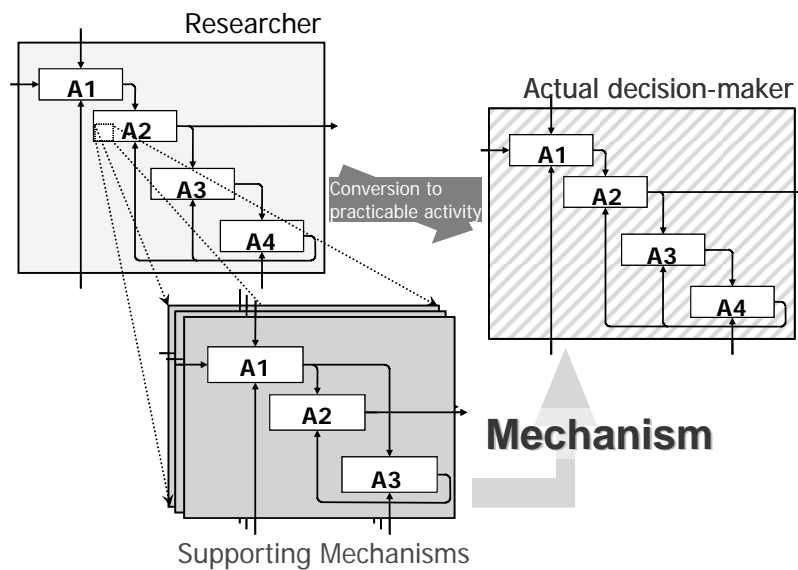 Researcher
A1
A2
A3
A4
Conversion to
practicable activity
Actual decision-maker
A1
A2
A3
A4
A1
A2
A3
Mechanism
Supporting Mechanisms